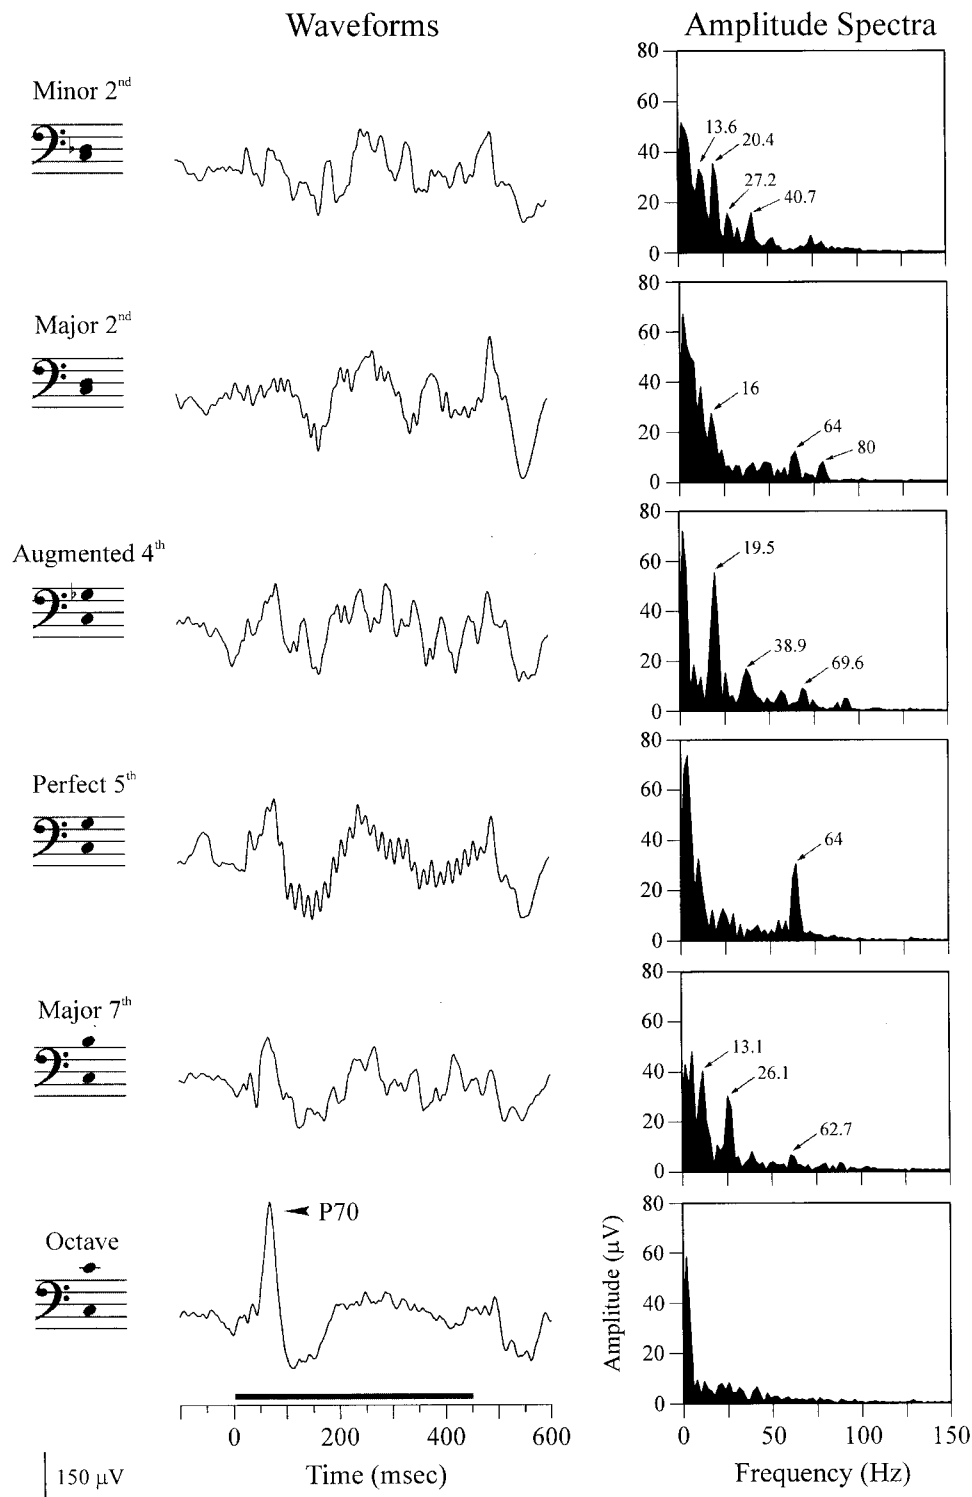 Waveforms
Amplitude Spectra
Minor 2nd
80
60
40
20
0
13.6
20.4
27.2
40.7
Major 2nd
80
60
40
20
0
16
64
80
Augmented 4th
80
60
40
20
0
19.5
38.9
69.6
Perfect 5th
80
60
40
20
0
64
Major 7th
80
60
40
20
0
13.1
26.1
62.7
Octave
P70
80
60
40
20
0
Amplitude (µV)
0 200 400 600
Time (msec)
0 50 100 150
Frequency (Hz)
150 µV